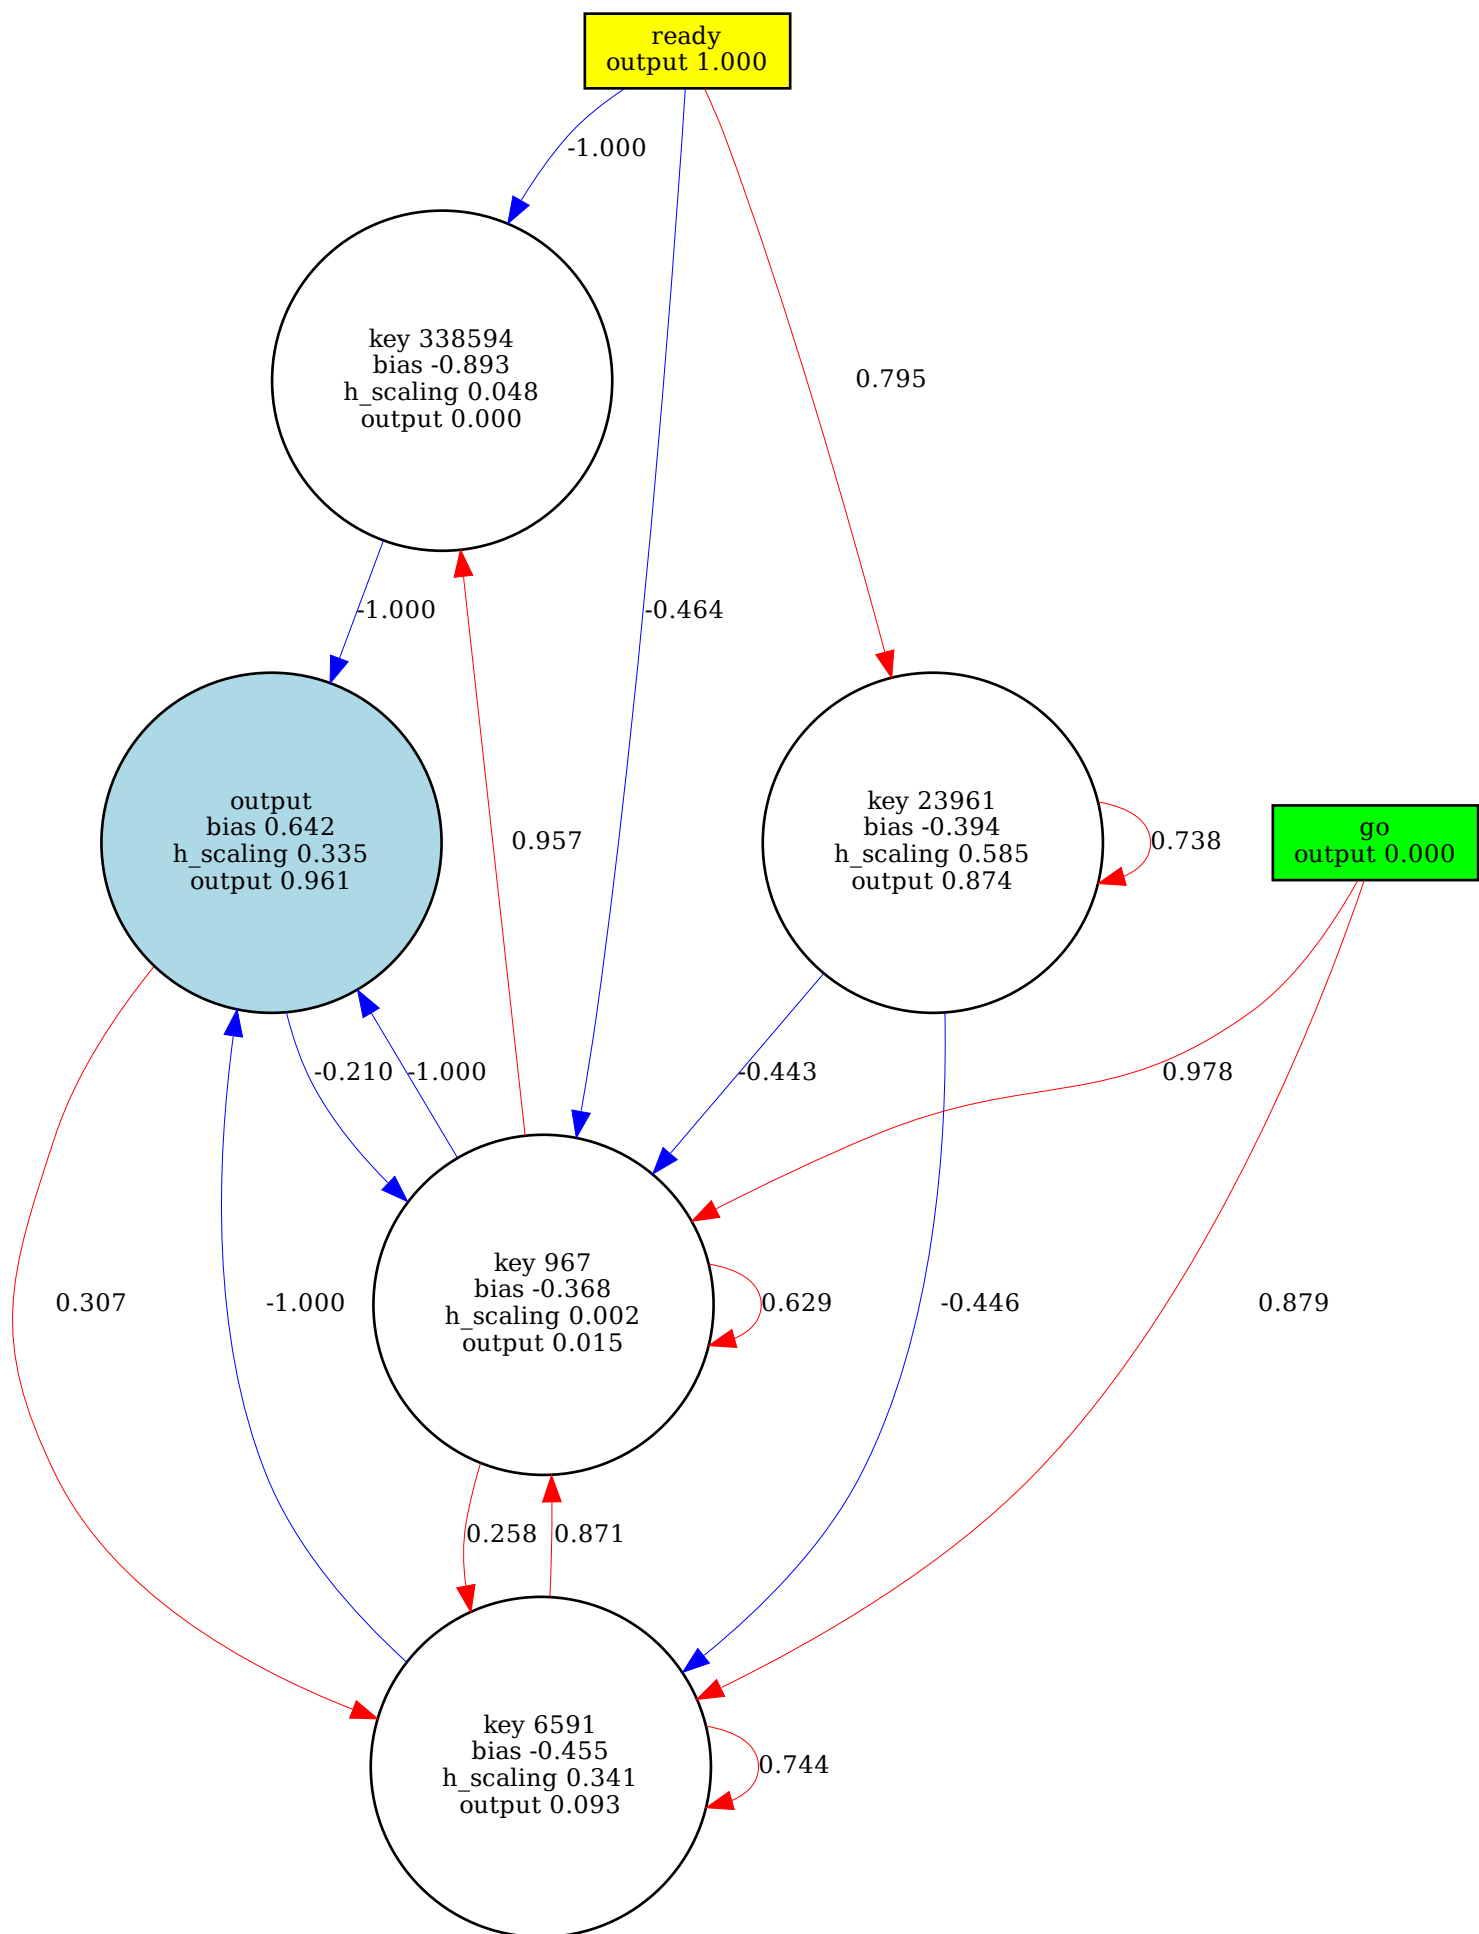 ready
output 1.000
-1.000
key 338594
bias -0.893
h_scaling 0.048
output 0.000
0.795
-1.000
-0.464
output
bias 0.642
h_scaling 0.335
output 0.961
0.957
key 23961
bias -0.394
h_scaling 0.585
output 0.874
0.738
go
output 0.000
-0.210
-1.000
-0.443
0.978
key 967
bias -0.368
h_scaling 0.002
output 0.015
0.307
-1.000
0.629
-0.446
0.879
0.258
0.871
key 6591
bias -0.455
h_scaling 0.341
output 0.093
0.744